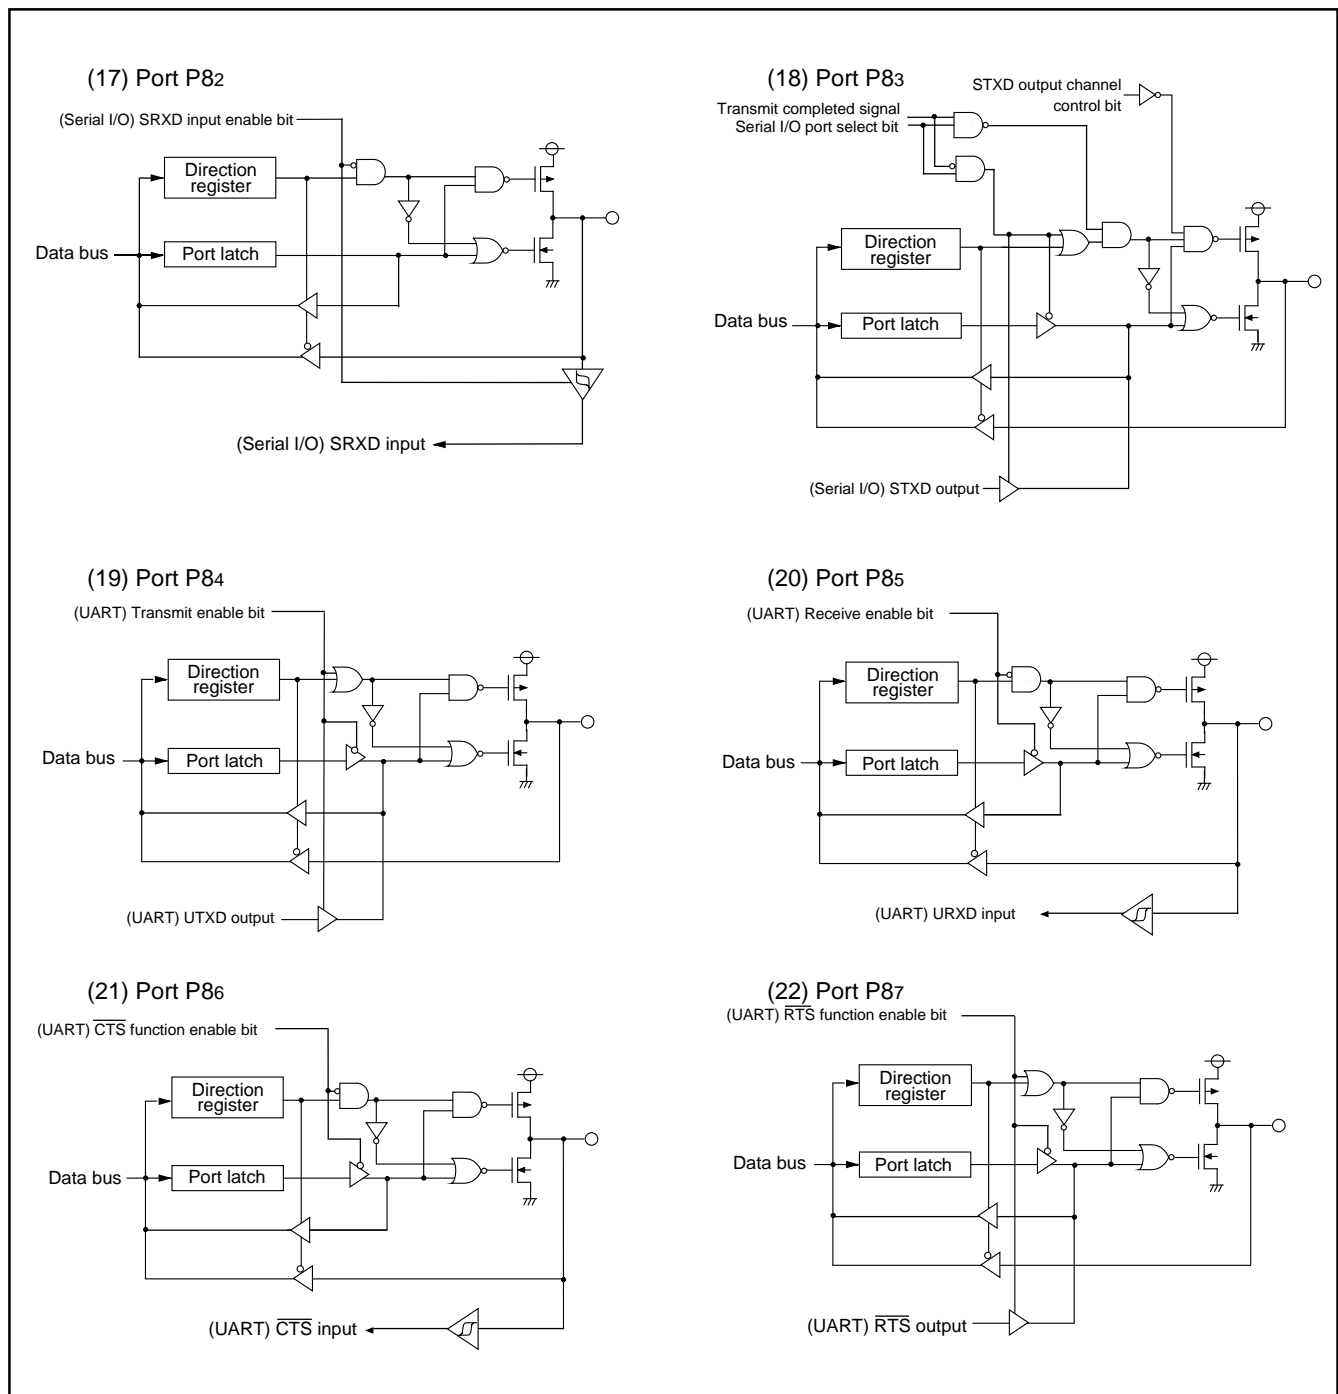 (17) Port P82
(Serial I/O) SRXD input enable bit
Direction
register
Data bus
Port latch
(Serial I/O) SRXD input
(18) Port P83
STXD output channel
control bit
Transmit completed signal
Serial I/O port select bit
Direction
register
Data bus
Port latch
(Serial I/O) STXD output
(19) Port P84
(UART) Transmit enable bit
Direction
register
Data bus
Port latch
(UART) UTXD output
(20) Port P85
(UART) Receive enable bit
Direction
register
Data bus
Port latch
(UART) URXD input
(21) Port P86
(UART) CTS function enable bit
Direction
register
Data bus
Port latch
(UART) CTS input
(22) Port P87
(UART) RTS function enable bit
Direction
register
Data bus
Port latch
(UART) RTS output